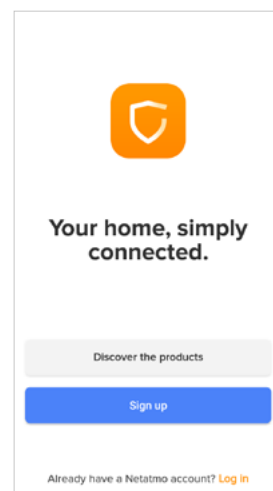 Your home, simply
connected.
Discover the products
Sign up
Already have a Netatmo account? Log in